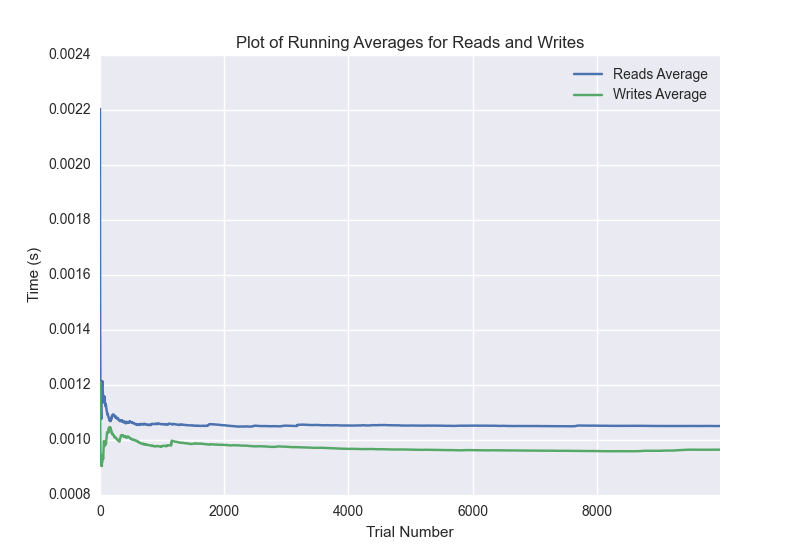 Plot of Running Averages for Reads and Writes
0.0024
0.0022
0.0020
0.0018
0.0016
0.0014
0.0012
0.0010
0.0008
Time (s)
Reads Average
Writes Average
0 2000 4000 6000 8000
Trial Number